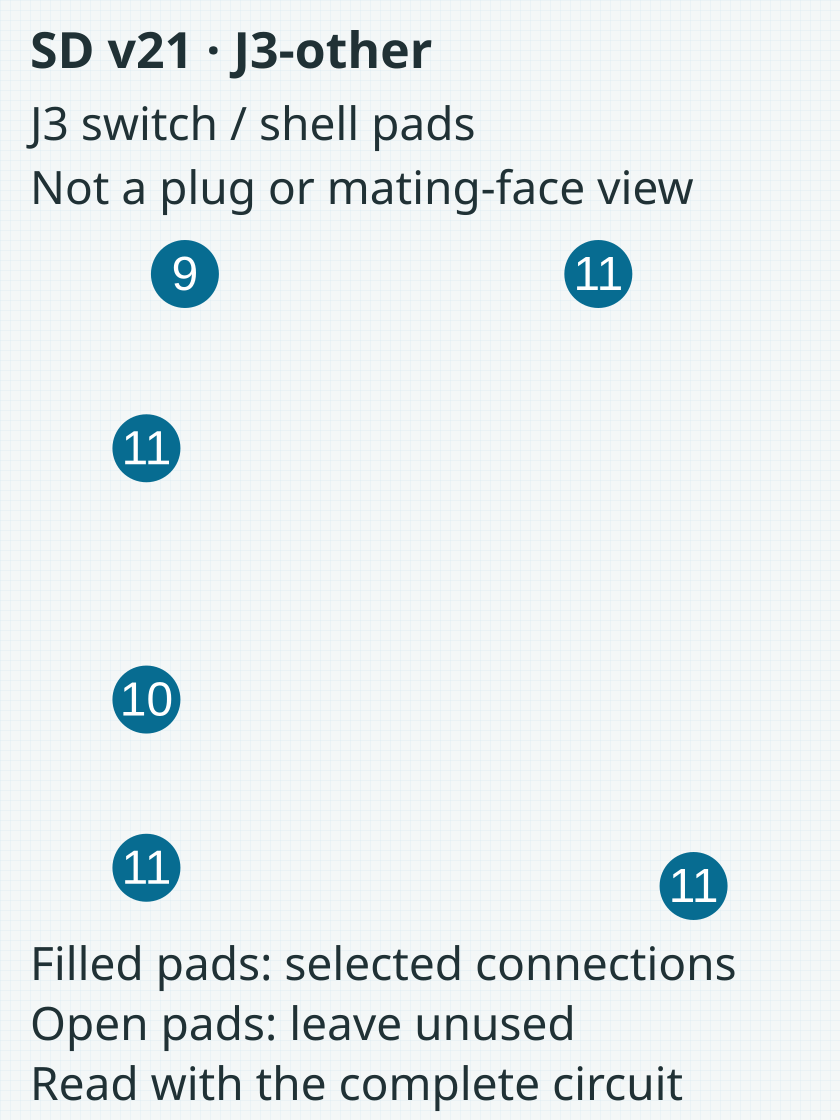 SD v21 · J3-other
J3 switch / shell pads
Not a plug or mating-face view
9 11
11
10
11
11
Filled pads: selected connections
Open pads: leave unused
Read with the complete circuit